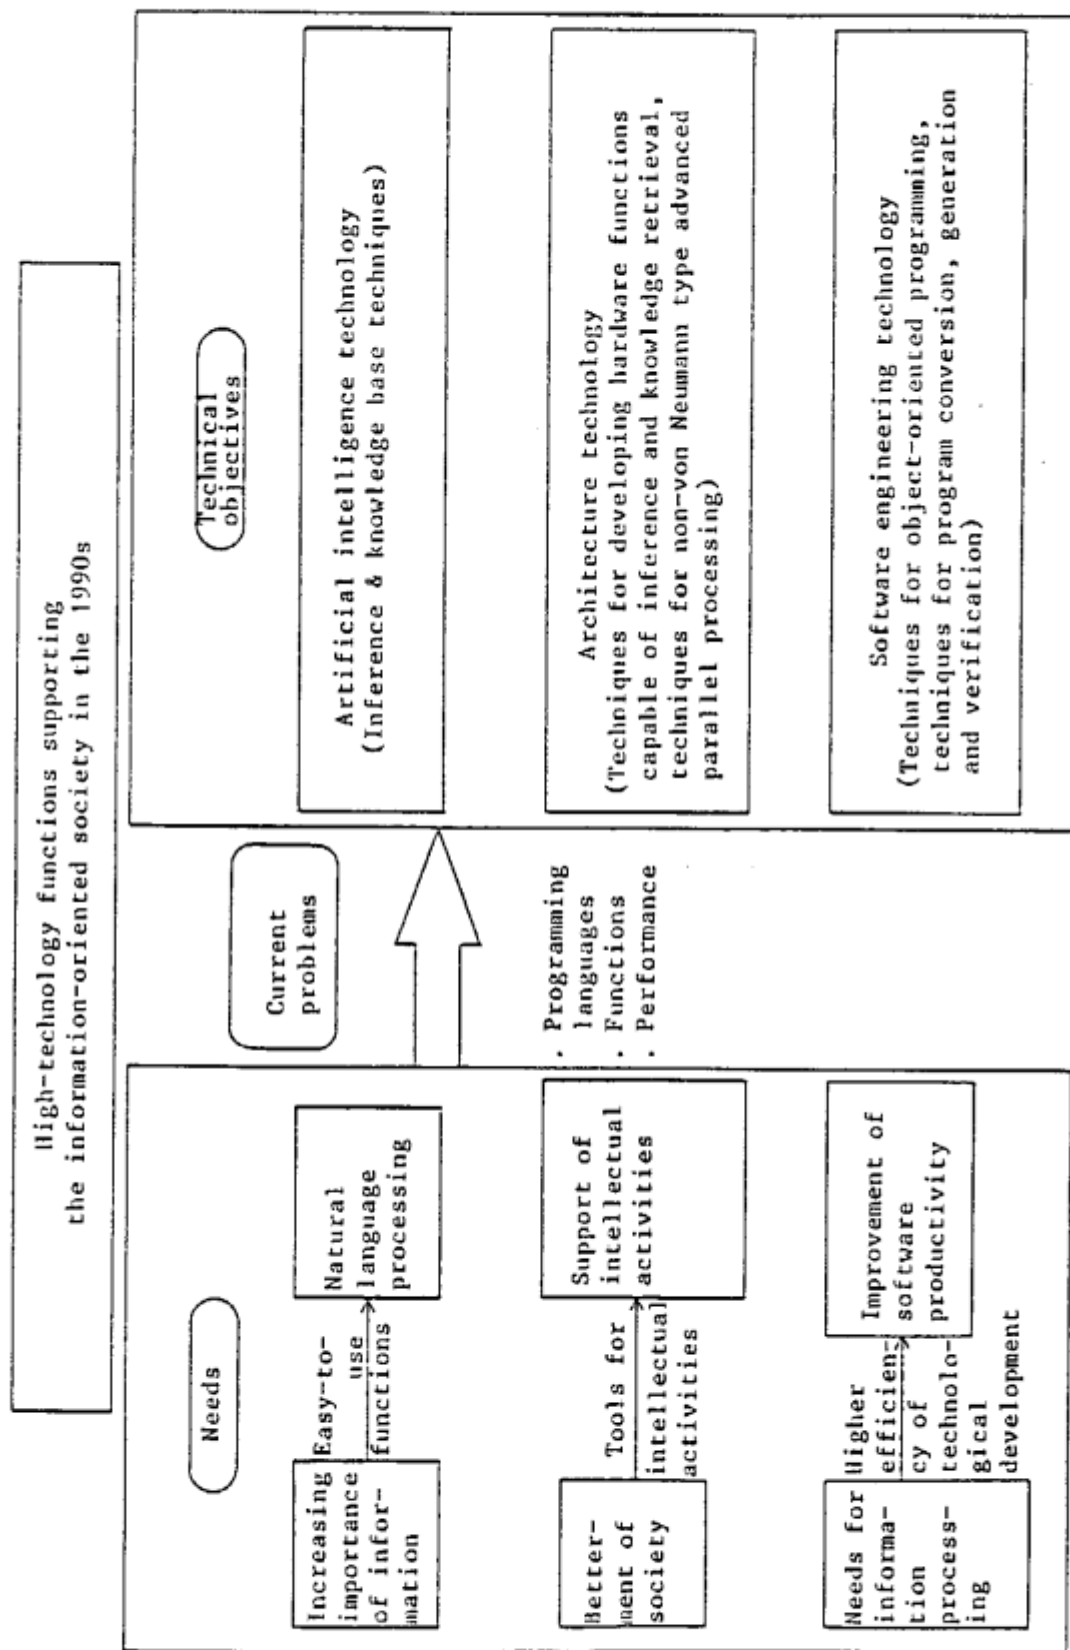 High-technology functions supporting
the information-oriented society in the 1990s
Needs
Increasing
importance
of infor-
mation
Easy-to-
use
functions
Natural
language
processing
Better-
ment of
society
Tools for
intellectual
activities
Support of
intellectual
activities
Needs for
informa-
tion
process-
ing
Higher
efficien-
cy of
technolo-
gical
development
Improvement of
software
productivity
Current
problems
· Programming
languages
· Functions
· Performance
Technical
objectives
Artificial intelligence technology
(Inference & knowledge base techniques)
Architecture technology
(Techniques for developing hardware functions
capable of inference and knowledge retrieval,
techniques for non-von Neumann type advanced
parallel processing)
Software engineering technology
(Techniques for object-oriented programming,
techniques for program conversion, generation
and verification)